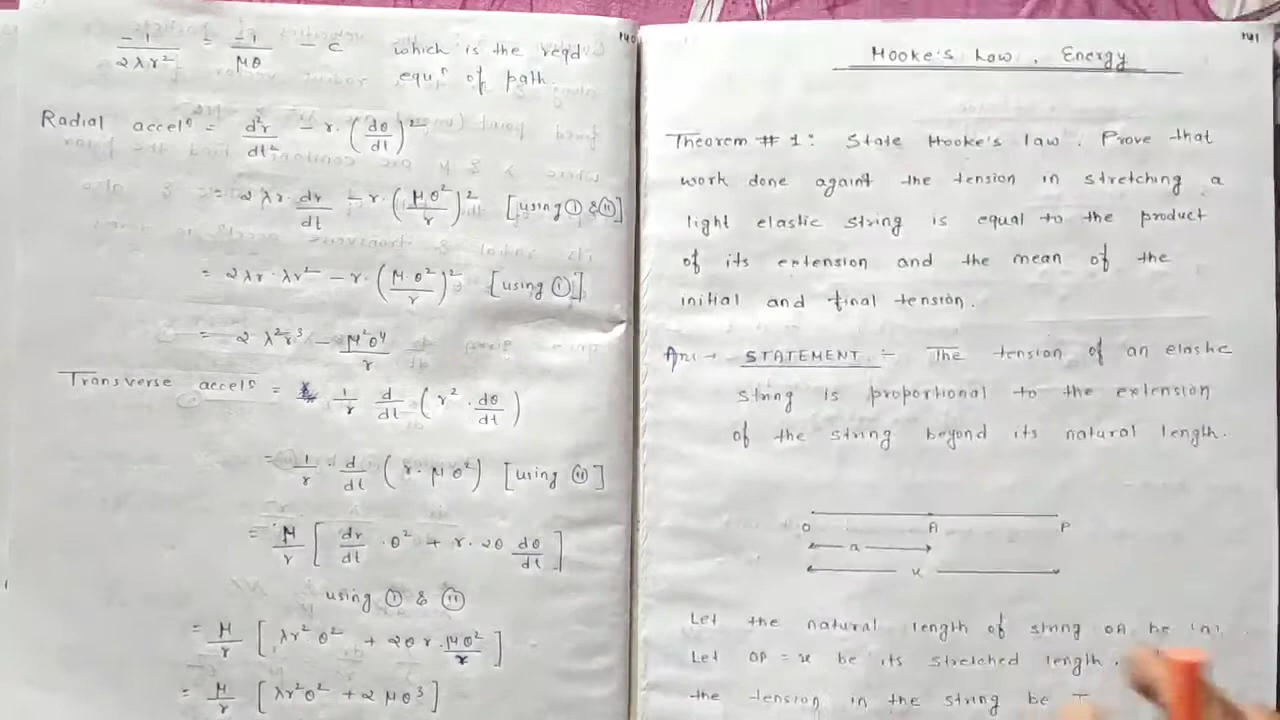 140
-1/2λr² = -1/μθ - c which is the reqd
equⁿ of path.
Radial accelⁿ = d²r/dt² - r.(dθ/dt)²
= 2λr.dr/dt - r.(μθ²/r)² [using ① & ⑪]
= 2λr.λr² - r.(μ.θ²/r)² [using ①]
= 2λ²r³ - μ²θ⁴/r
Transverse accelⁿ = 1/r d/dt (r².dθ/dt)
= 1/r . d/dt (r.μθ²) [using ⑪]
= μ/r [dr/dt .θ² + r.2θ dθ/dt]
using ① & ⑪
= μ/r [λr²θ² + 2θr.μθ²/r]
= μ/r [λr²θ² + 2μθ³]
141
Hooke's Law, Energy
Theorem # 1: State Hooke's law. Prove that
work done againt the tension in stretching a
light elastic string is equal to the product
of its extension and the mean of the
initial and final tension.
Ans → STATEMENT :- The tension of an elastic
string is proportional to the extension
of the string beyond its natural length.
O A P
a
x
Let the natural length of string OA be 'a'.
Let OP = x be its stretched length.
the tension in the string be T